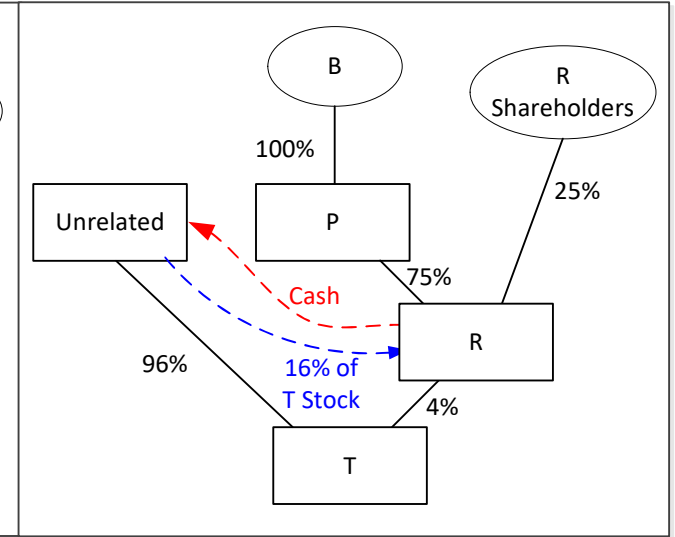 B
R
Shareholders
100%
25%
Unrelated
P
75%
Cash
R
96%
16% of
T Stock
4%
T